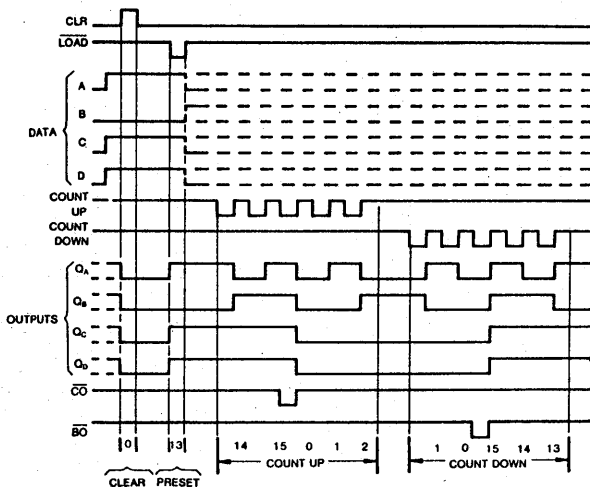 CLR
LOAD
A
B
DATA
C
D
COUNT UP
COUNT DOWN
QA
QB
OUTPUTS
QC
QD
CO
BO
0 13 14 15 0 1 2 1 0 15 14 13
COUNT UP COUNT DOWN
CLEAR PRESET